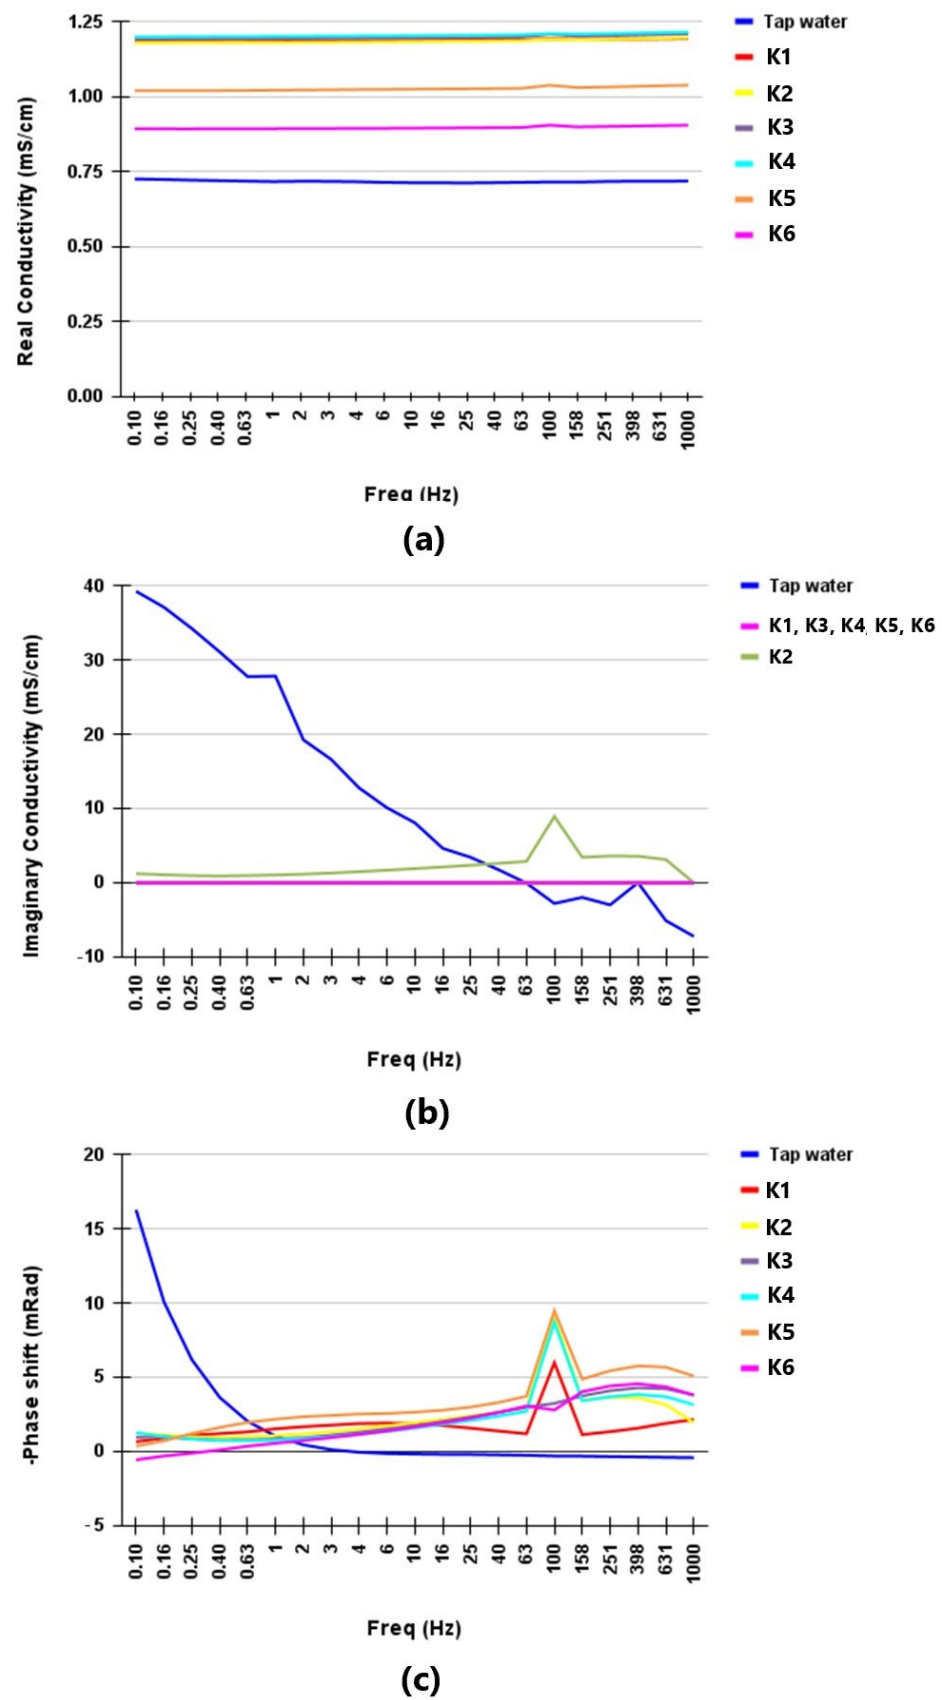 1.25
1.00
0.75
0.50
0.25
0.00
Real Conductivity (mS/cm)
0.10 0.16 0.25 0.40 0.63 1 2 3 4 6 10 16 25 40 63 100 158 251 398 631 1000
Freq (Hz)
Tap water
K1
K2
K3
K4
K5
K6
(a)
40
30
20
10
0
-10
Imaginary Conductivity (mS/cm)
0.10 0.16 0.25 0.40 0.63 1 2 3 4 6 10 16 25 40 63 100 158 251 398 631 1000
Freq (Hz)
Tap water
K1, K3, K4, K5, K6
K2
(b)
20
15
10
5
0
-5
-Phase shift (mRad)
0.10 0.16 0.25 0.40 0.63 1 2 3 4 6 10 16 25 40 63 100 158 251 398 631 1000
Freq (Hz)
Tap water
K1
K2
K3
K4
K5
K6
(c)